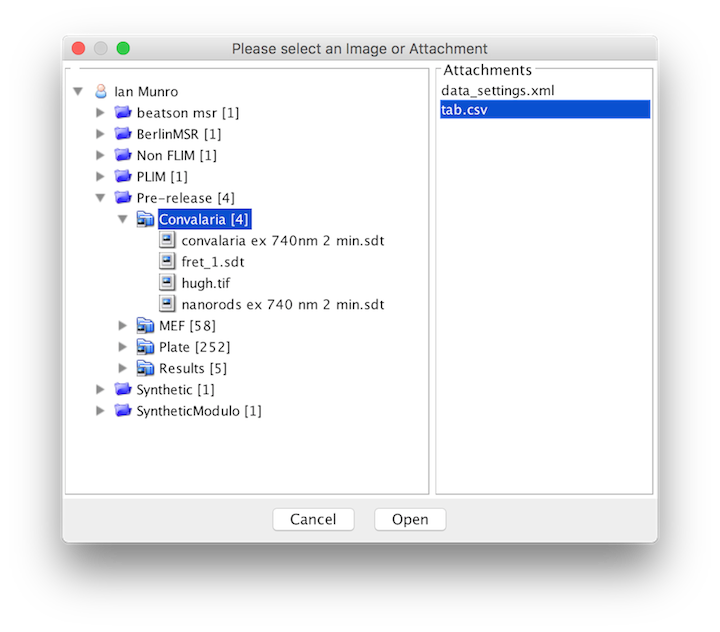 Please select an Image or Attachment
Ian Munro
beatson msr [1]
BerlinMSR [1]
Non FLIM [1]
PLIM [1]
Pre-release [4]
Convalaria [4]
convalaria ex 740nm 2 min.sdt
fret_1.sdt
hugh.tif
nanorods ex 740 nm 2 min.sdt
MEF [58]
Plate [252]
Results [5]
Synthetic [1]
SyntheticModulo [1]
Attachments
data_settings.xml
tab.csv
Cancel
Open